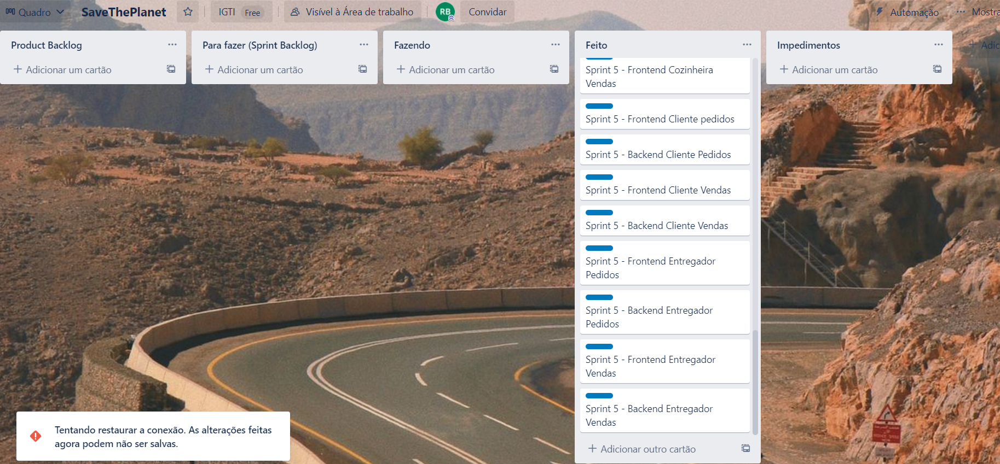 Quadro SaveThePlanet IGTI Free Visível à Área de trabalho RB Convidar Automação Mostra
Product Backlog
Adicionar um cartão
Para fazer (Sprint Backlog)
Adicionar um cartão
Fazendo
Adicionar um cartão
Feito
Sprint 5 - Frontend Cozinheira
Vendas
Sprint 5 - Frontend Cliente pedidos
Sprint 5 - Backend Cliente Pedidos
Sprint 5 - Frontend Cliente Vendas
Sprint 5 - Backend Cliente Vendas
Sprint 5 - Frontend Entregador
Pedidos
Sprint 5 - Backend Entregador
Pedidos
Sprint 5 - Frontend Entregador
Vendas
Sprint 5 - Backend Entregador
Vendas
Adicionar outro cartão
Impedimentos
Adicionar um cartão
Adic
Tentando restaurar a conexão. As alterações feitas
agora podem não ser salvas.